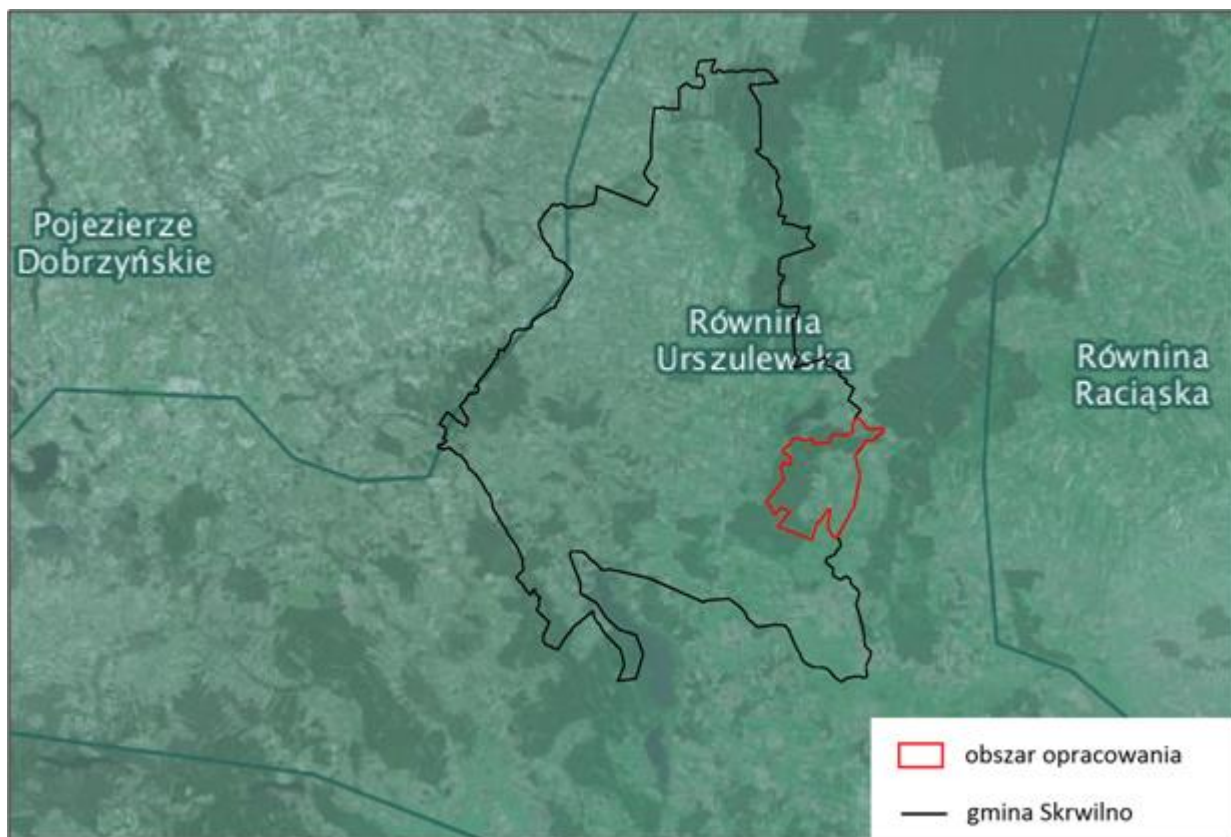 Pojezierze
Dobrzyńskie
Równina
Urszulewska
Równina
Raciąska
obszar opracowania
gmina Skrwilno